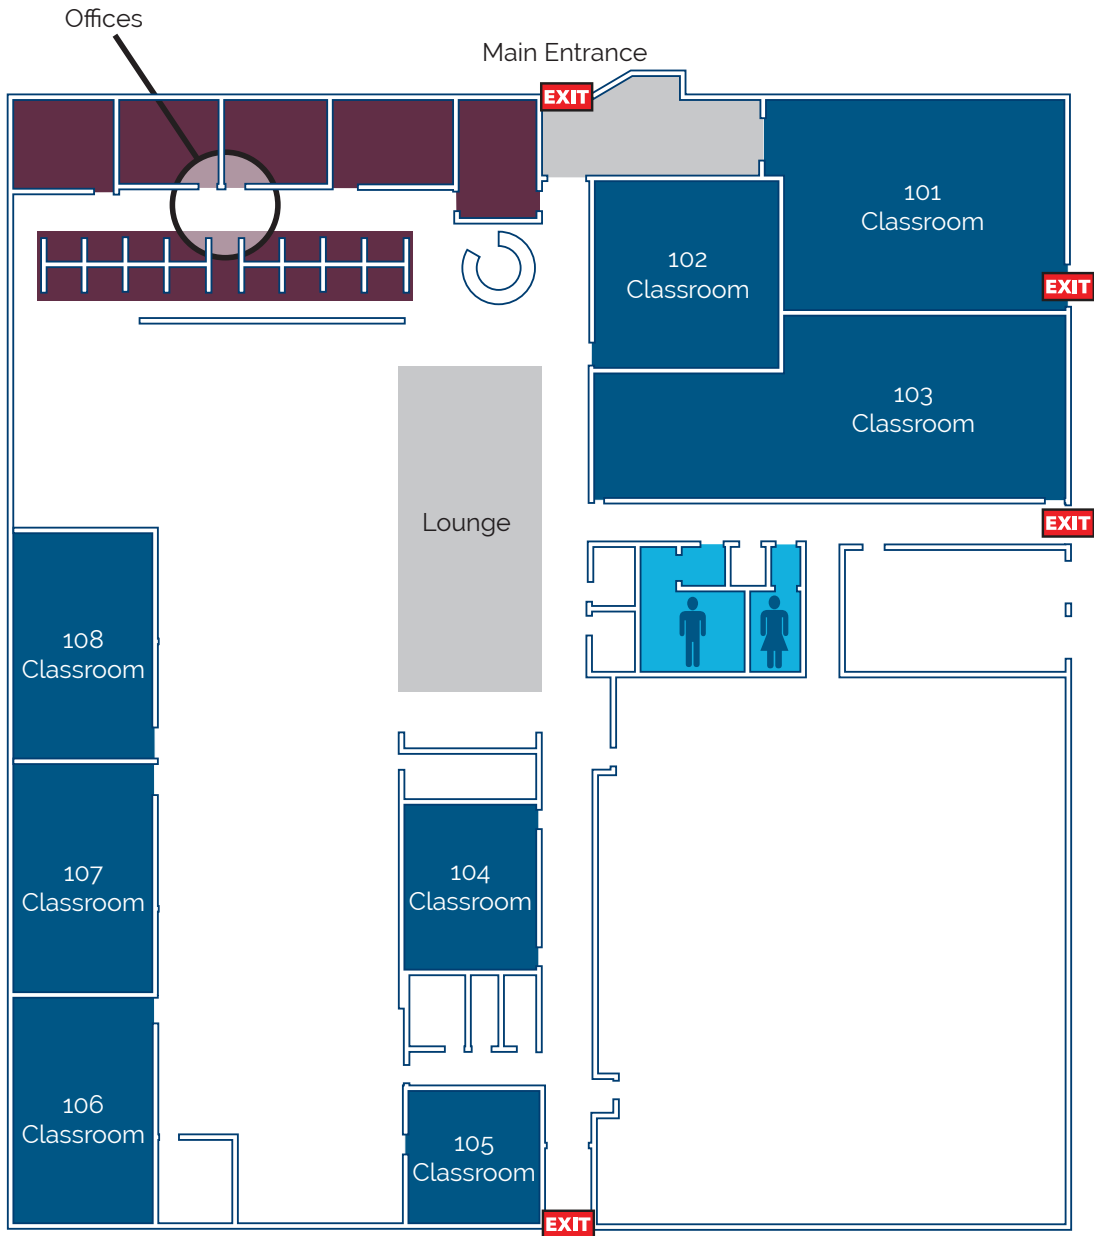 Offices
Main Entrance
EXIT
101
Classroom
102
Classroom
EXIT
103
Classroom
Lounge
EXIT
108
Classroom
107
Classroom
104
Classroom
106
Classroom
105
Classroom
EXIT